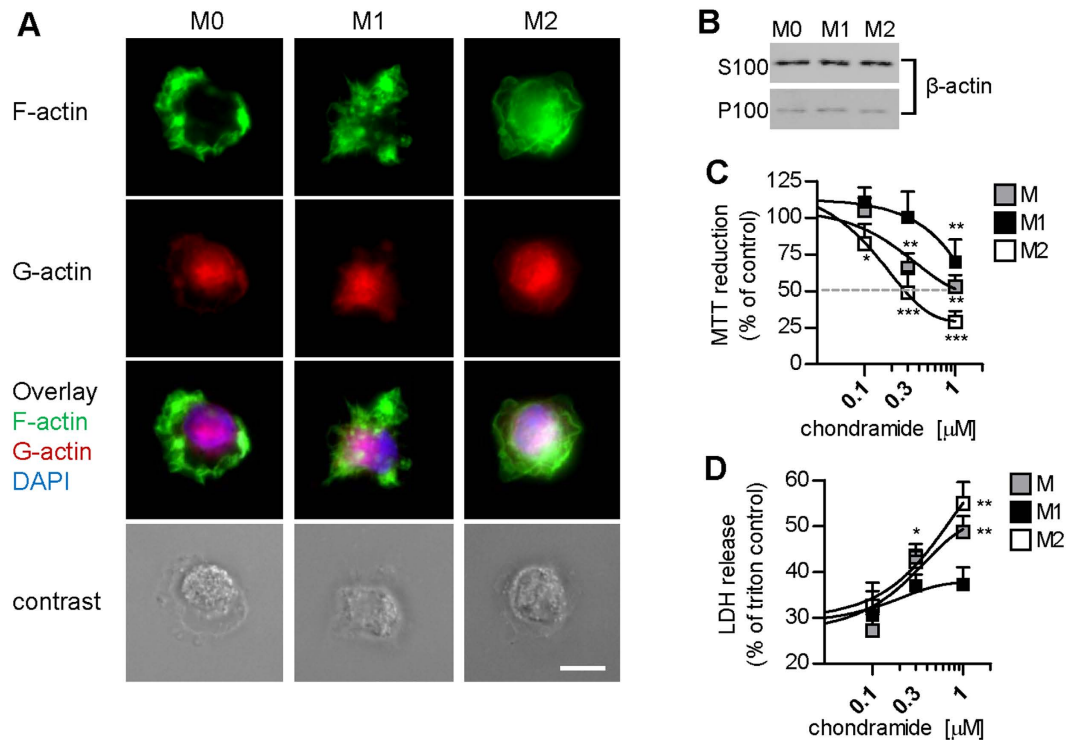 A
M0 M1 M2
F-actin
G-actin
Overlay
F-actin
G-actin
DAPI
contrast
B
M0 M1 M2
S100
P100
β-actin
C
125
100
75
50
25
0
MTT reduction
(% of control)
**
**
*
***
**
***
0.1
0.3
1
chondramide [μM]
M
M1
M2
D
60
50
40
30
20
LDH release
(% of triton control)
*
**
**
0.1
0.3
1
chondramide [μM]
M
M1
M2